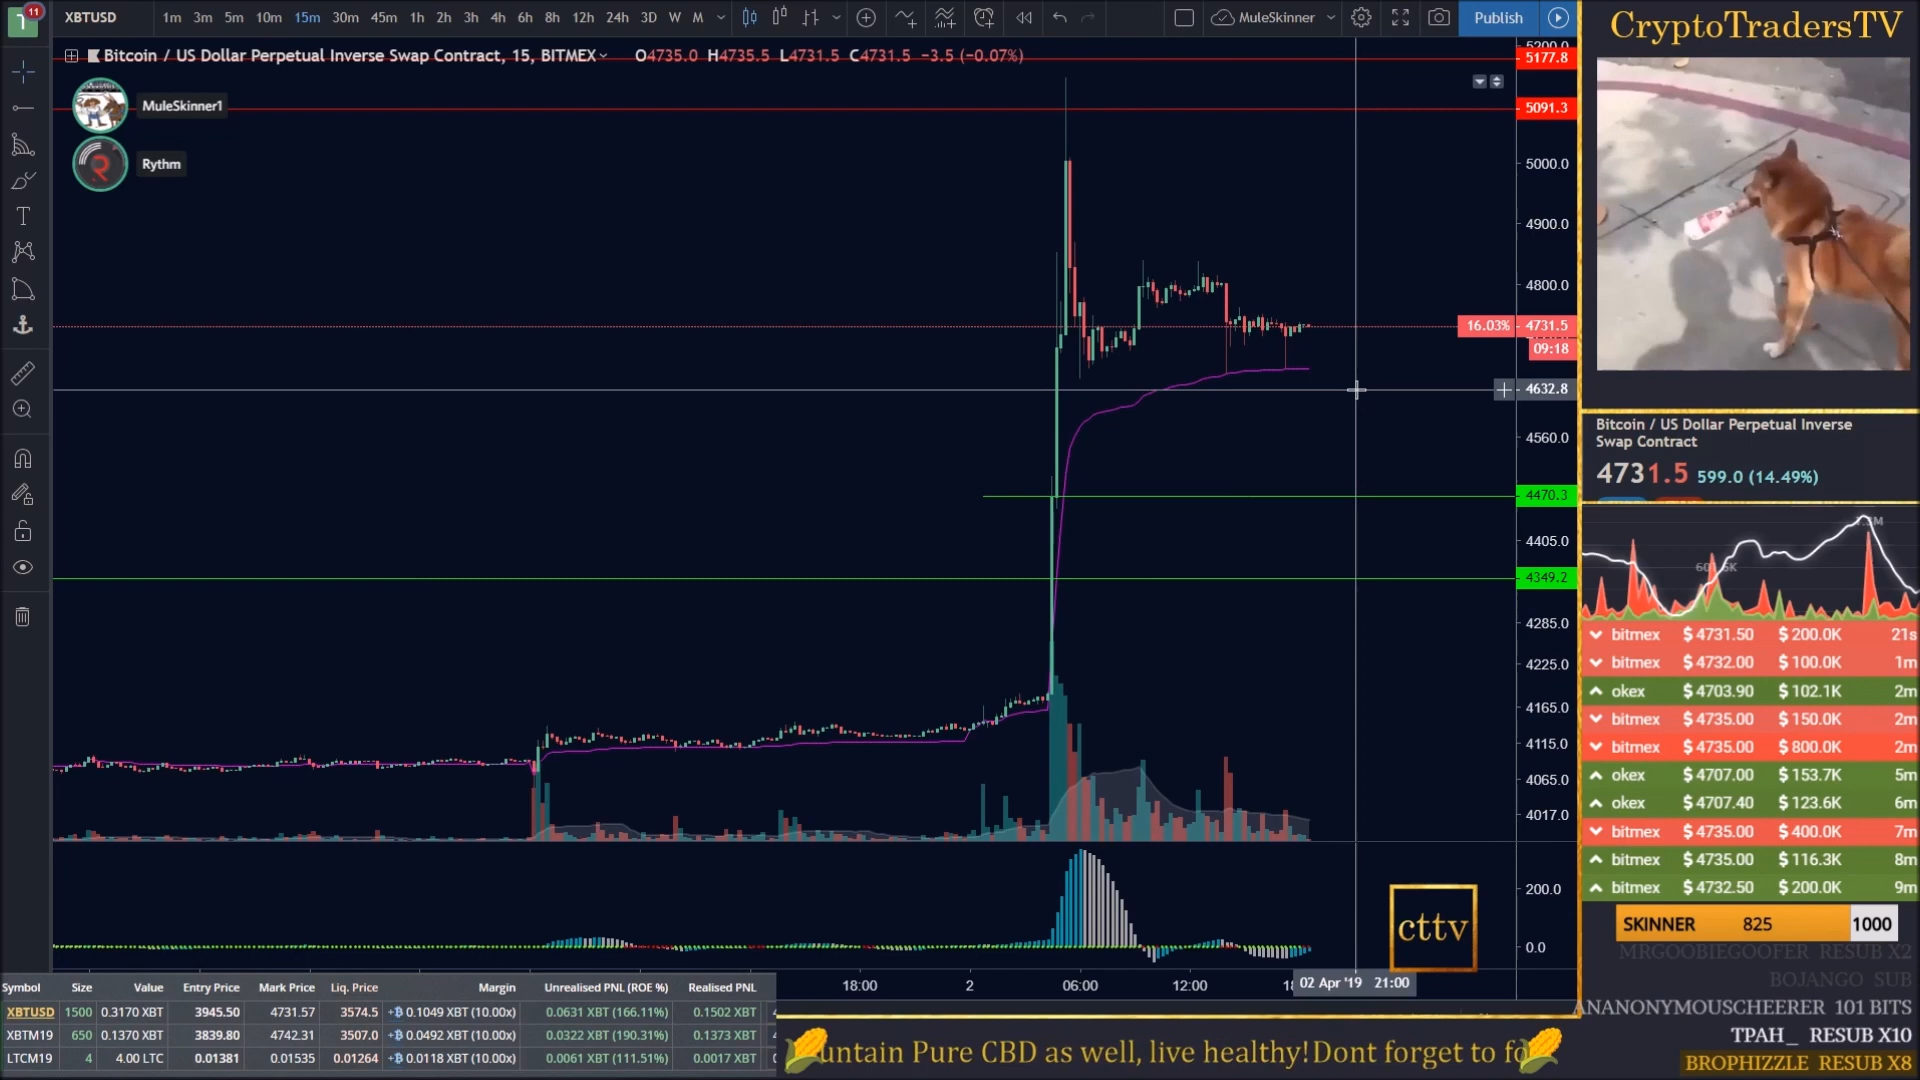 11
XBTUSD 1m 3m 5m 10m 15m 30m 45m 1h 2h 3h 4h 6h 8h 12h 24h 3D W M MuleSkinner Publish
CryptoTradersTV
Bitcoin / US Dollar Perpetual Inverse Swap Contract, 15, BITMEX O4735.0 H4735.5 L4731.5 C4731.5 −3.5 (−0.07%)
MuleSkinner1
Rythm
5200.0
5177.8
5091.3
5000.0
4900.0
4800.0
16.03% 4731.5
09:18
4632.8
4560.0
4470.3
4405.0
4349.2
4285.0
4225.0
4165.0
4115.0
4065.0
4017.0
200.0
0.0
cttv
18:00 2 06:00 12:00 18 02 Apr '19 21:00
Bitcoin / US Dollar Perpetual Inverse
Swap Contract
4731.5 599.0 (14.49%)
bitmex $ 4731.50 $ 200.0K 21s
bitmex $ 4732.00 $ 100.0K 1m
okex $ 4703.90 $ 102.1K 2m
bitmex $ 4735.00 $ 150.0K 2m
bitmex $ 4735.00 $ 800.0K 2m
okex $ 4707.00 $ 153.7K 5m
okex $ 4707.40 $ 123.6K 6m
bitmex $ 4735.00 $ 400.0K 7m
bitmex $ 4735.00 $ 116.3K 8m
bitmex $ 4732.50 $ 200.0K 9m
SKINNER 825 1000
MRGOOBIEGOOFER RESUB X2
BOJANGO SUB
ANANONYMOUSCHEERER 101 BITS
TPAH_ RESUB X10
BROPHIZZLE RESUB X8
Symbol Size Value Entry Price Mark Price Liq. Price Margin Unrealised PNL (ROE %) Realised PNL
XBTUSD 1500 0.3170 XBT 3945.50 4731.57 3574.5 +₿ 0.1049 XBT (10.00x) 0.0631 XBT (166.11%) 0.1502 XBT
XBTM19 650 0.1370 XBT 3839.80 4742.31 3507.0 +₿ 0.0492 XBT (10.00x) 0.0322 XBT (190.31%) 0.1373 XBT
LTCM19 4 4.00 LTC 0.01381 0.01535 0.01264 +₿ 0.0118 XBT (10.00x) 0.0061 XBT (111.51%) 0.0017 XBT
untain Pure CBD as well, live healthy! Dont forget to fo